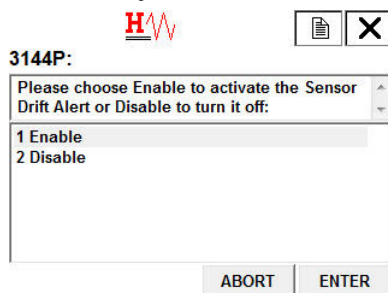 H
3144P:
Please choose Enable to activate the Sensor
Drift Alert or Disable to turn it off:
1 Enable
2 Disable
ABORT ENTER